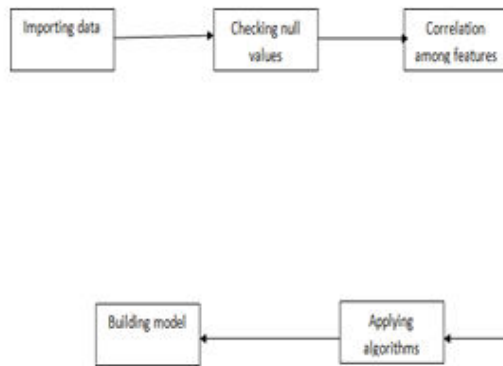 Importing data
Checking null
values
Correlation
among features
Applying
algorithms
Building model